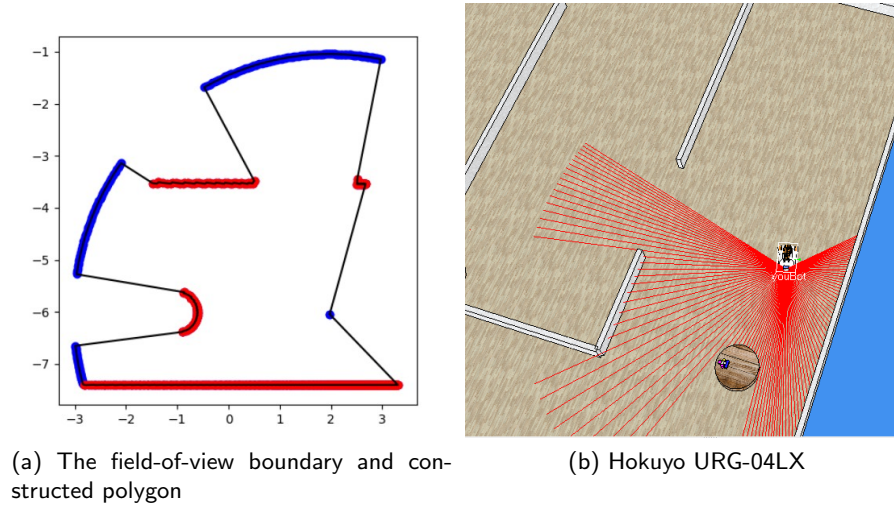 −1
−2
−3
−4
−5
−6
−7
−3 −2 −1 0 1 2 3
youBot
(a) The field-of-view boundary and con-
structed polygon
(b) Hokuyo URG-04LX